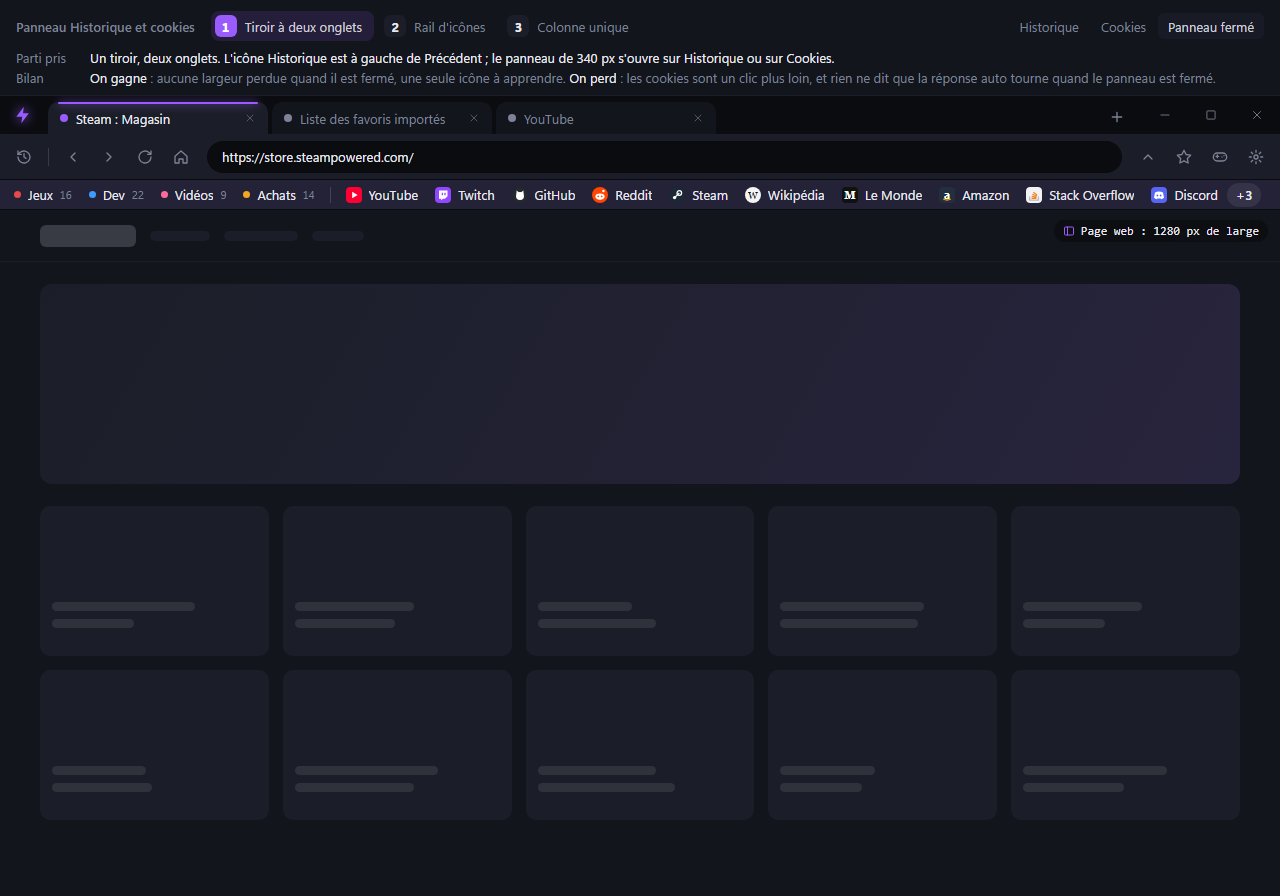 Panneau Historique et cookies 1 Tiroir à deux onglets 2 Rail d'icônes 3 Colonne unique Historique Cookies Panneau fermé
Parti pris Un tiroir, deux onglets. L'icône Historique est à gauche de Précédent ; le panneau de 340 px s'ouvre sur Historique ou sur Cookies.
Bilan On gagne : aucune largeur perdue quand il est fermé, une seule icône à apprendre. On perd : les cookies sont un clic plus loin, et rien ne dit que la réponse auto tourne quand le panneau est fermé.
Steam : Magasin Liste des favoris importés YouTube
https://store.steampowered.com/
Jeux 16 Dev 22 Vidéos 9 Achats 14 YouTube Twitch GitHub Reddit Steam W Wikipédia M Le Monde a Amazon Stack Overflow Discord +3
Page web : 1280 px de large